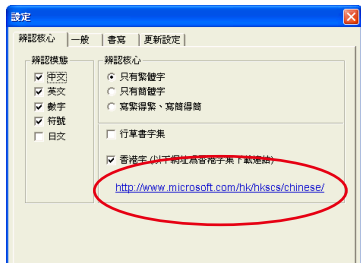 設定
辨認核心 一般 書寫 更新設定
辨認模態
中文
英文
數字
符號
日文
辨認核心
只有繁體字
只有簡體字
寫繁得繁、寫簡得簡
行草書字集
香港字 (以下網址為香港字集下載連結)
http://www.microsoft.com/hk/hkscs/chinese/